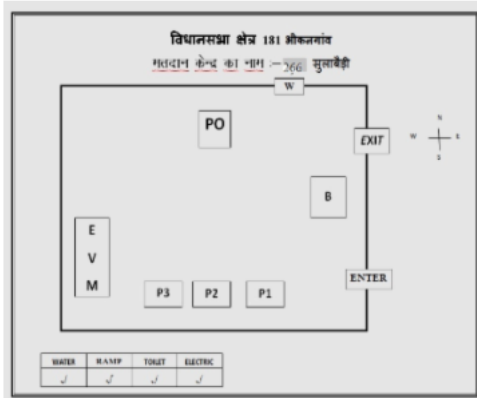 विधानसभा क्षेत्र 181 भीकनगांव
मतदान केन्द्र का नाम :- 266 सुलाबैड़ी
W
PO
EXIT
N
W E
S
B
E
V
M
ENTER
P3 P2 P1
WATER RAMP TOILET ELECTRIC